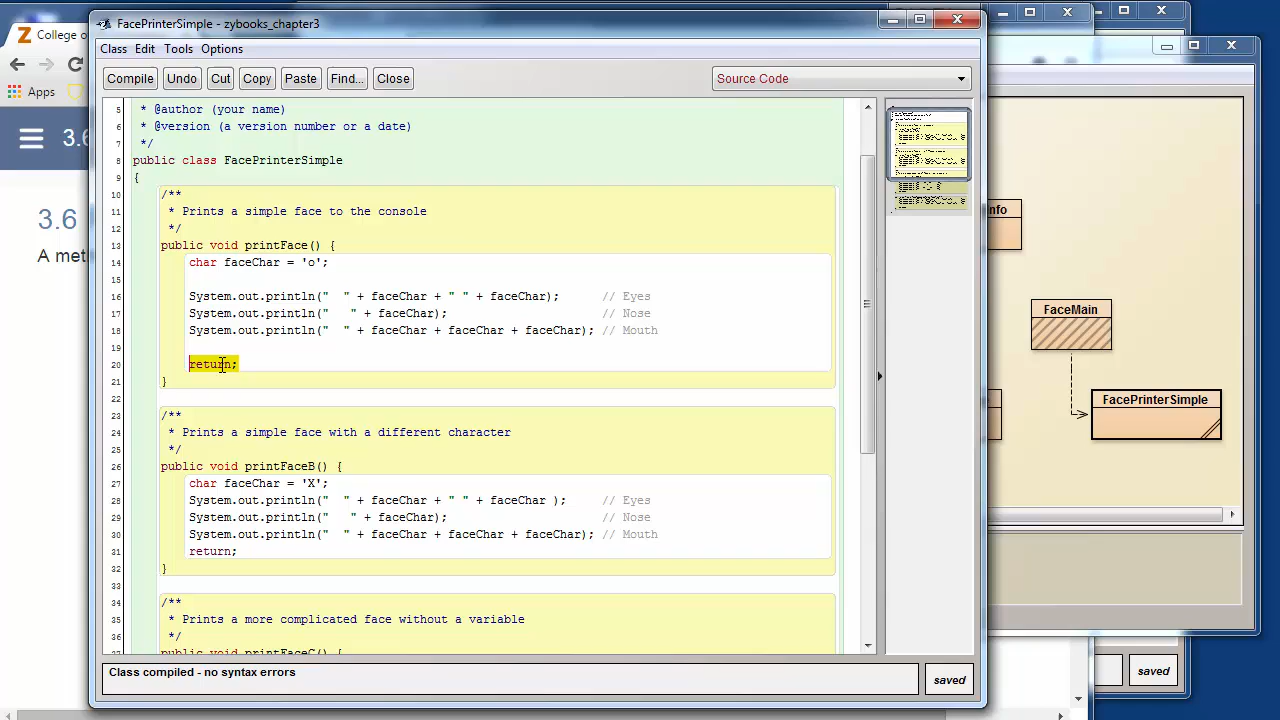 FacePrinterSimple - zybooks_chapter3
Class Edit Tools Options
Compile Undo Cut Copy Paste Find... Close Source Code
5 * @author (your name)
6 * @version (a version number or a date)
7 */
8 public class FacePrinterSimple
9 {
10 /**
11 * Prints a simple face to the console
12 */
13 public void printFace() {
14 char faceChar = 'o';
15
16 System.out.println("  " + faceChar + " " + faceChar); // Eyes
17 System.out.println("   " + faceChar); // Nose
18 System.out.println("  " + faceChar + faceChar + faceChar); // Mouth
19
20 return;
21 }
22
23 /**
24 * Prints a simple face with a different character
25 */
26 public void printFaceB() {
27 char faceChar = 'X';
28 System.out.println("  " + faceChar + " " + faceChar ); // Eyes
29 System.out.println("   " + faceChar); // Nose
30 System.out.println("  " + faceChar + faceChar + faceChar); // Mouth
31 return;
32 }
33
34 /**
35 * Prints a more complicated face without a variable
36 */
37 public void printFaceC() {
Class compiled - no syntax errors
saved
College o
Apps
3.6
3.6
A met
nfo
FaceMain
FacePrinterSimple
saved